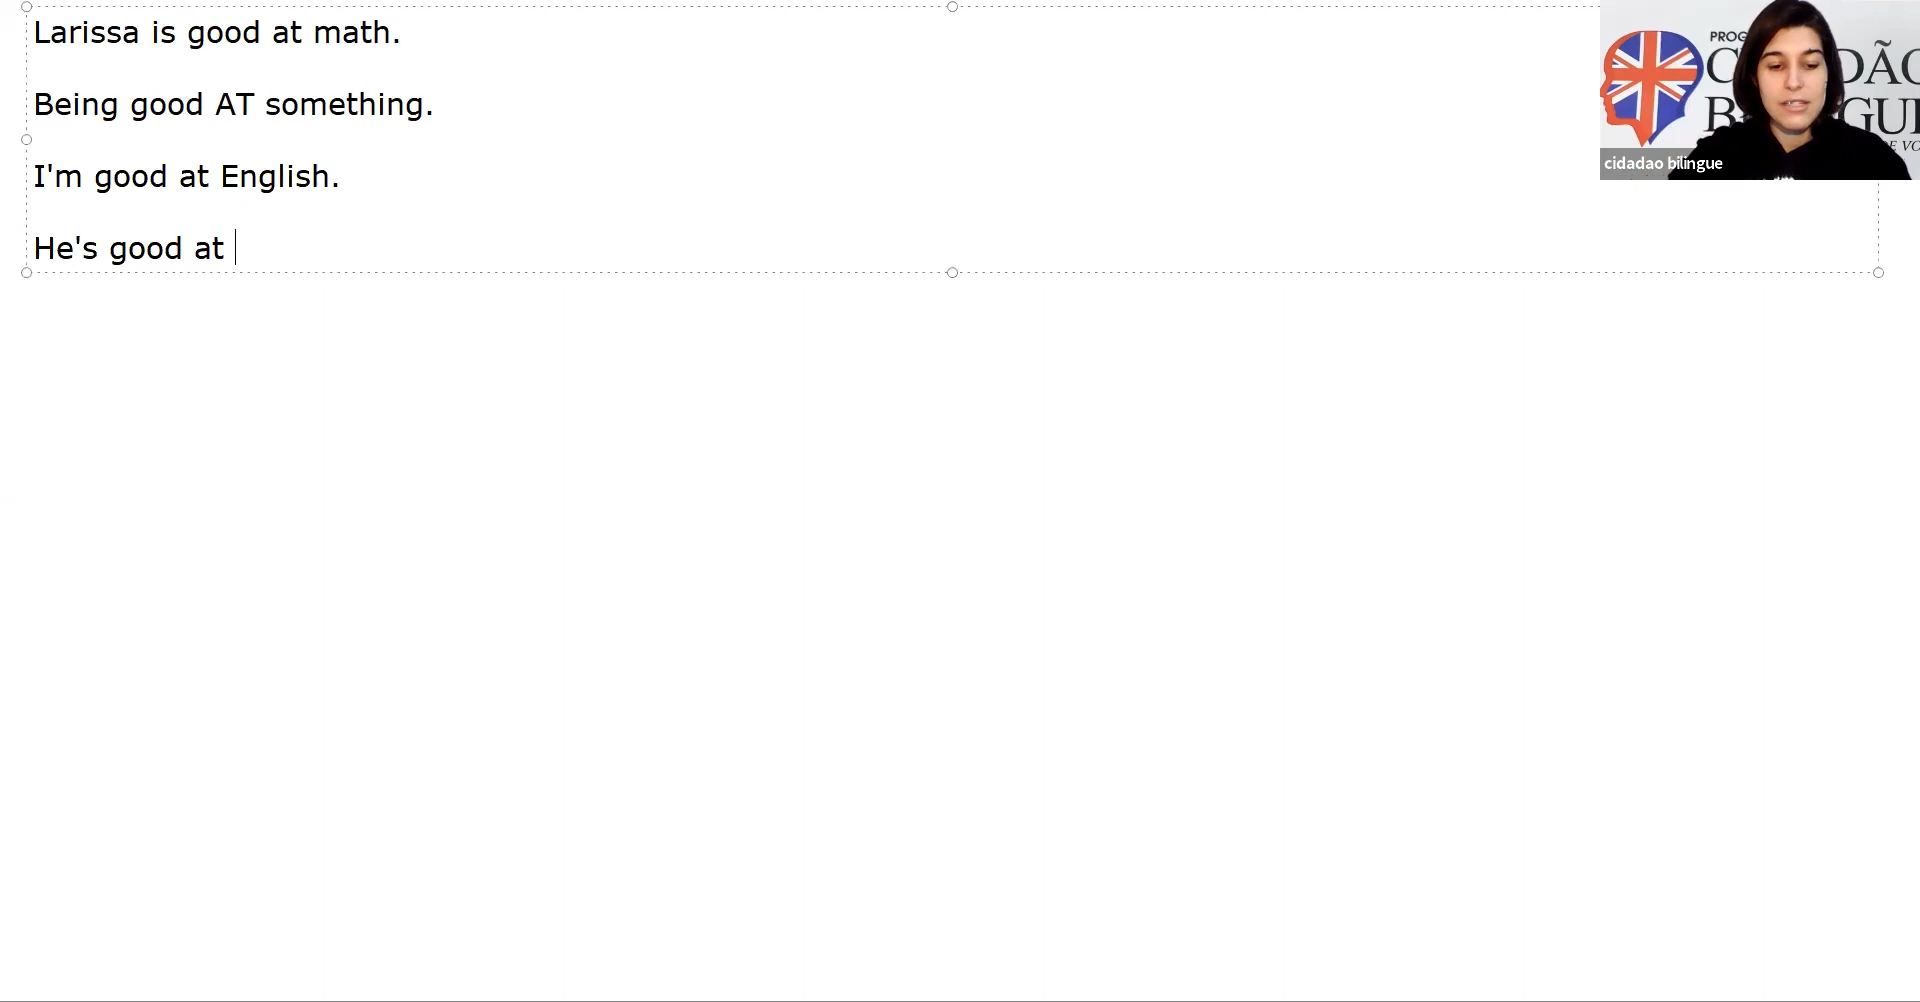 Larissa is good at math.
Being good AT something.
I'm good at English.
He's good at
cidadao bilingue